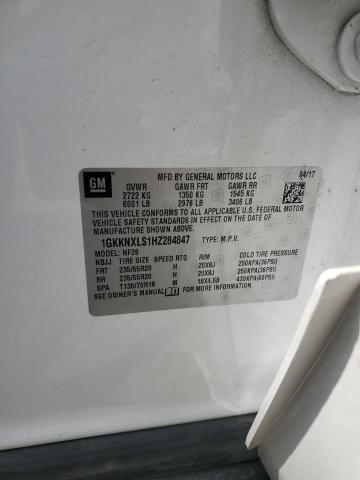 MFD BY GENERAL MOTORS LLC 04/17
GM GVWR GAWR FRT GAWR RR
2722 KG 1350 KG 1545 KG
6001 LB 2976 LB 3406 LB
THIS VEHICLE CONFORMS TO ALL APPLICABLE U.S. FEDERAL MOTOR
VEHICLE SAFETY STANDARDS IN EFFECT ON THE DATE OF
MANUFACTURE SHOWN ABOVE.
1GKKNXLS1HZ284847 TYPE: M.P.V.
MODEL: NF26
NBJJ TIRE SIZE SPEED RTG RIM COLD TIRE PRESSURE
FRT 235/55R20 H 20X8J 250KPA(36PSI)
RR 235/55R20 H 20X8J 250KPA(36PSI)
SPA T135/70R18 M 18X4.5B 420KPA(60PSI)
SEE OWNER'S MANUAL FOR MORE INFORMATION.